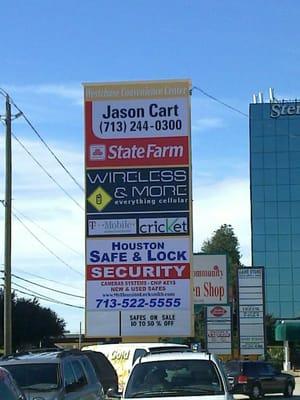 Westchase Convenience Center
Jason Cart
(713) 244-0300
State Farm
WIRELESS
& MORE
everything cellular
T··Mobile·
cricket
HOUSTON
SAFE & LOCK
SECURITY
CAMERAS SYSTEMS - CHIP KEYS
NEW & USED SAFES
713-522-5555
SAFES ON SALE
10 TO 50 % OFF
Community
n Shop
Ster